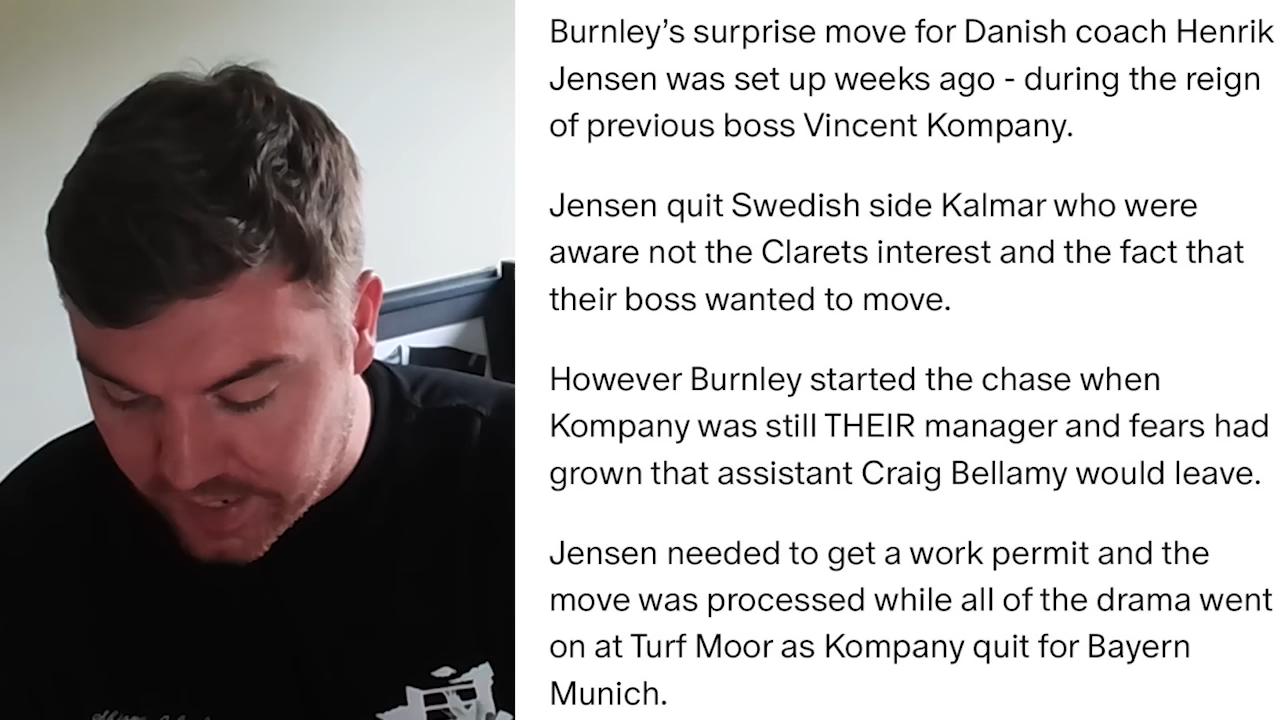 Burnley’s surprise move for Danish coach Henrik
Jensen was set up weeks ago - during the reign
of previous boss Vincent Kompany.
Jensen quit Swedish side Kalmar who were
aware not the Clarets interest and the fact that
their boss wanted to move.
However Burnley started the chase when
Kompany was still THEIR manager and fears had
grown that assistant Craig Bellamy would leave.
Jensen needed to get a work permit and the
move was processed while all of the drama went
on at Turf Moor as Kompany quit for Bayern
Munich.